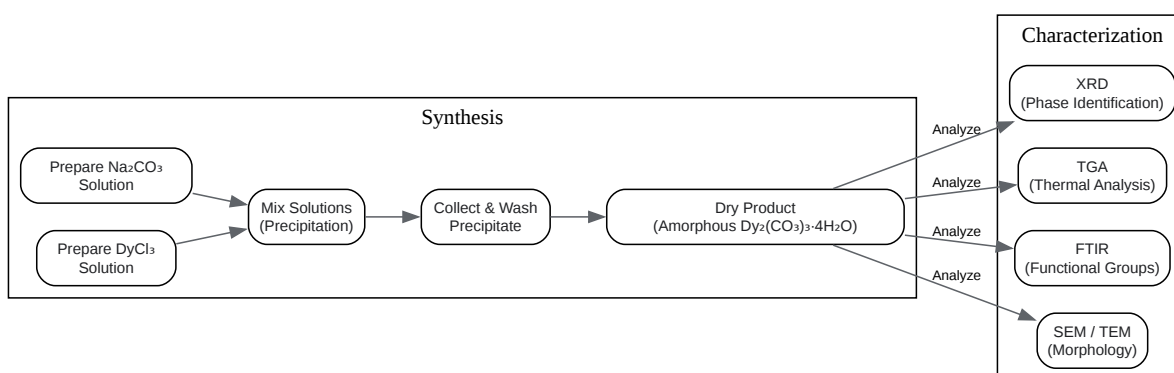 Characterization
XRD
(Phase Identification)
Synthesis
Analyze
Prepare Na₂CO₃
Solution
TGA
(Thermal Analysis)
Analyze
Mix Solutions
(Precipitation)
Collect & Wash
Precipitate
Dry Product
(Amorphous Dy₂(CO₃)₃·4H₂O)
Analyze
Prepare DyCl₃
Solution
FTIR
(Functional Groups)
Analyze
SEM / TEM
(Morphology)